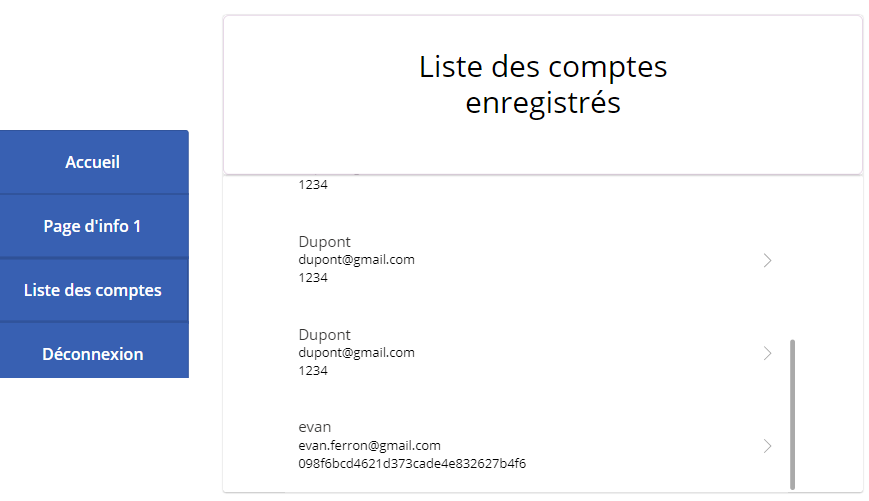 Liste des comptes
enregistrés
Accueil
Page d'info 1
Liste des comptes
Déconnexion
1234
Dupont
dupont@gmail.com
1234
Dupont
dupont@gmail.com
1234
evan
evan.ferron@gmail.com
098f6bcd4621d373cade4e832627b4f6